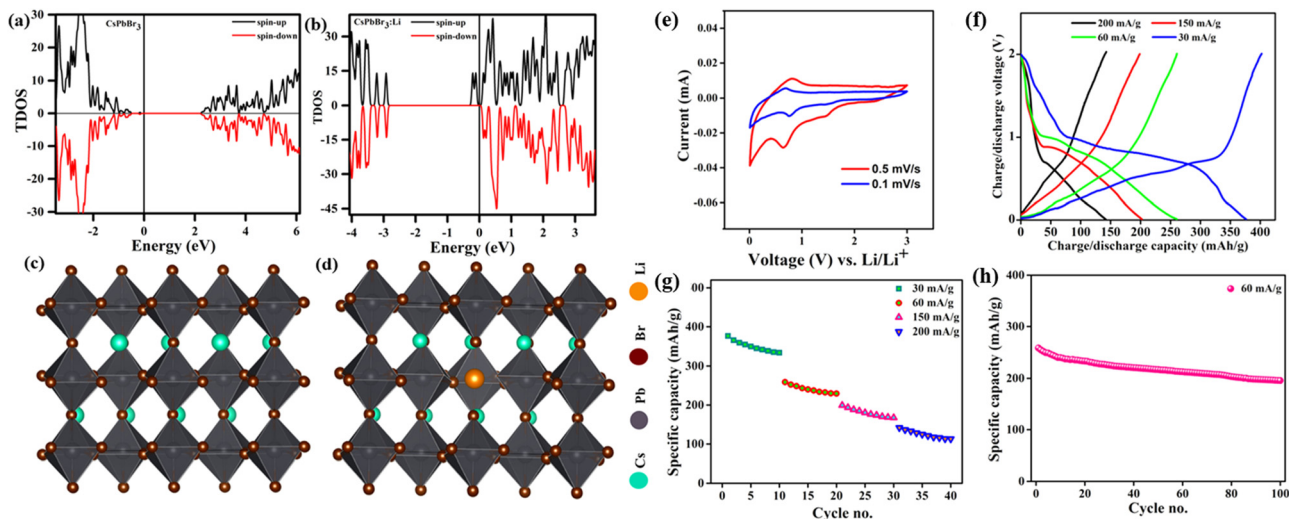 (a)
CsPbBr3
spin-up
spin-down
30
20
10
0
-10
-20
-30
TDOS
-2
0
2
4
6
Energy (eV)
(b)
CsPbBr3:Li
spin-up
spin-down
30
15
0
-15
-30
-45
TDOS
-4
-3
-2
-1
0
1
2
3
Energy (eV)
(c)
(d)
Li
Br
Pb
Cs
(e)
0.06
0.04
0.02
0.00
-0.02
-0.04
-0.06
Current (mA)
0.5 mV/s
0.1 mV/s
0
1
2
3
Voltage (V) vs. Li/Li+
(f)
200 mA/g
150 mA/g
60 mA/g
30 mA/g
2
1
0
Charge/discharge voltage (V)
0
50
100
150
200
250
300
350
400
Charge/discharge capacity (mAh/g)
(g)
30 mA/g
60 mA/g
150 mA/g
200 mA/g
00
400
300
200
100
00
Specific capacity (mAh/g)
0
10
20
30
40
Cycle no.
(h)
60 mA/g
400
300
200
100
0
Specific capacity (mAh/g)
0
20
40
60
80
100
Cycle no.